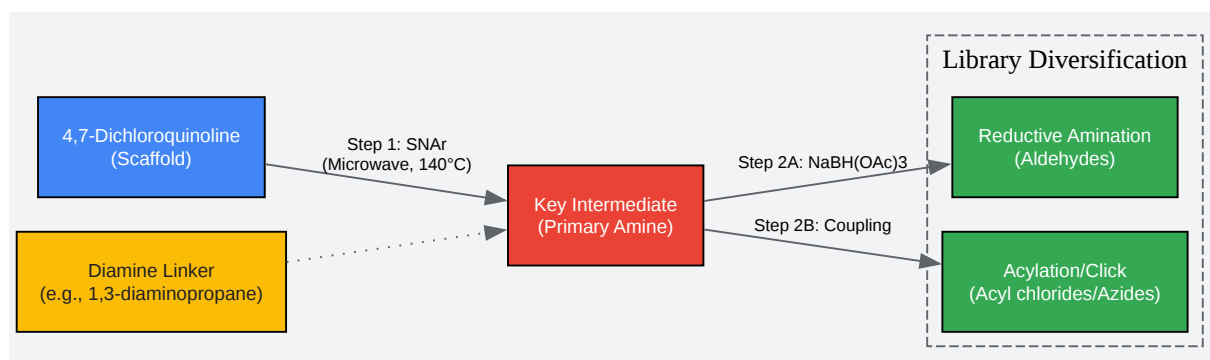 Library Diversification
4,7-Dichloroquinoline
(Scaffold)
Step 1: SNAr
(Microwave, 140°C)
Diamine Linker
(e.g., 1,3-diaminopropane)
Key Intermediate
(Primary Amine)
Step 2A: NaBH(OAc)3
Step 2B: Coupling
Reductive Amination
(Aldehydes)
Acylation/Click
(Acyl chlorides/Azides)